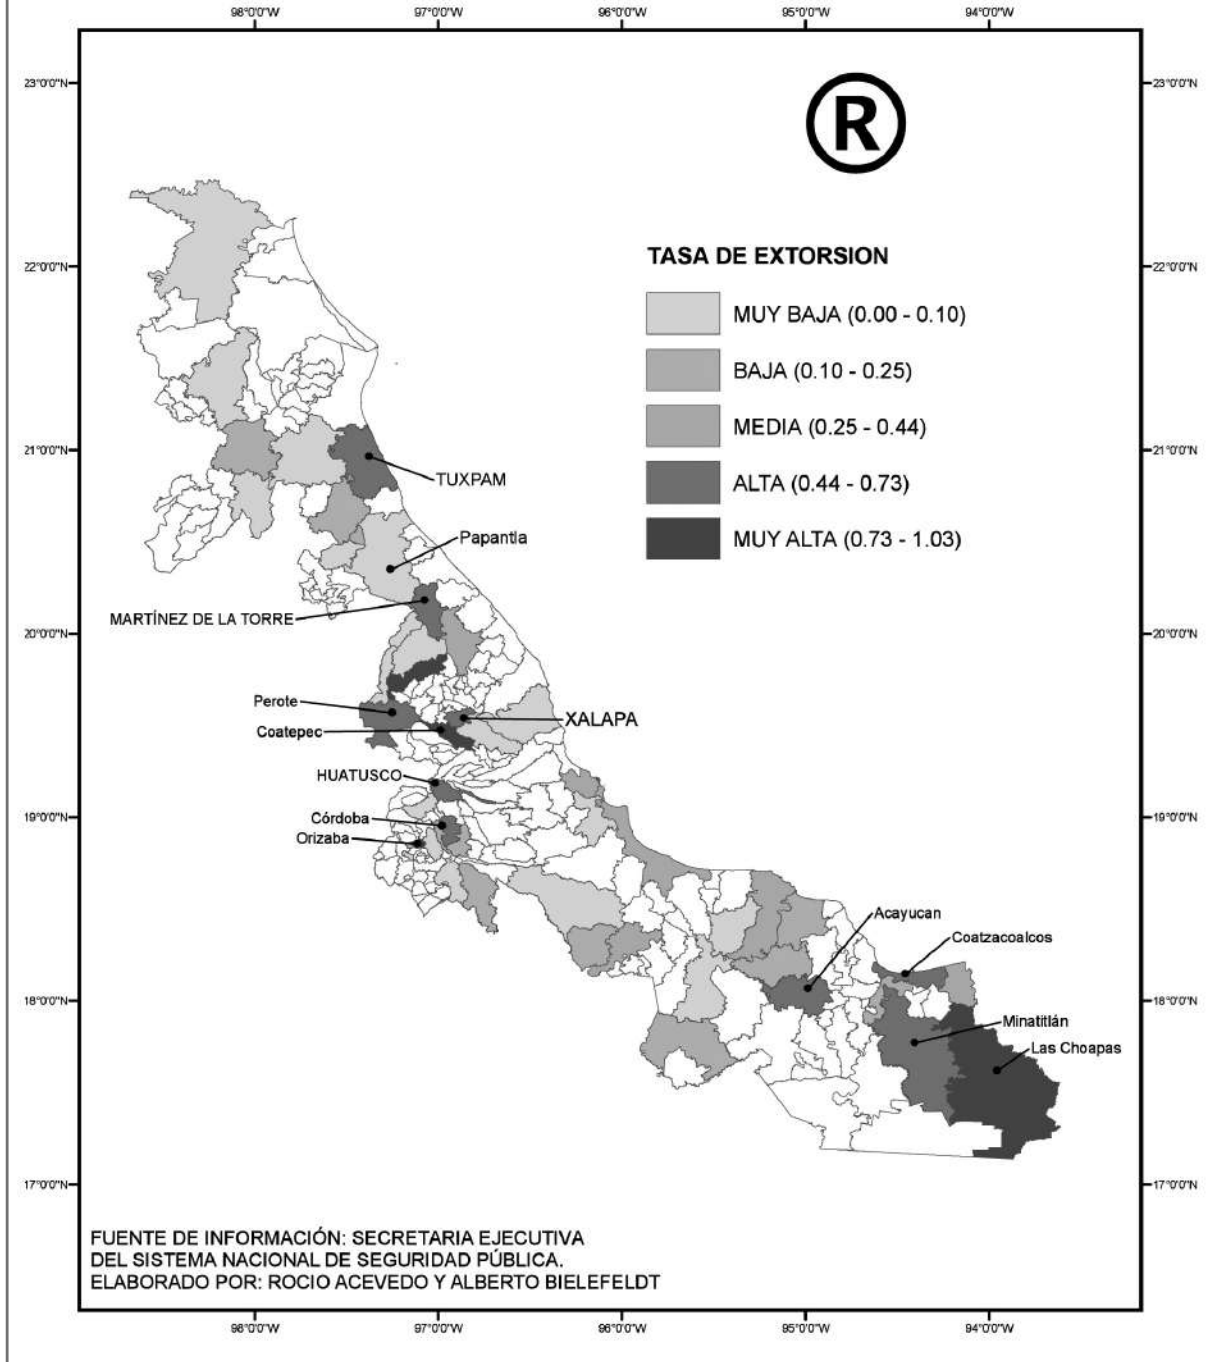 98°0'0"W 97°0'0"W 96°0'0"W 95°0'0"W 94°0'0"W
23°0'0"N 23°0'0"N
®
TASA DE EXTORSION
22°0'0"N 22°0'0"N
MUY BAJA (0.00 - 0.10)
BAJA (0.10 - 0.25)
MEDIA (0.25 - 0.44)
21°0'0"N 21°0'0"N
TUXPAM
ALTA (0.44 - 0.73)
Papantla
MUY ALTA (0.73 - 1.03)
MARTÍNEZ DE LA TORRE
20°0'0"N 20°0'0"N
Perote
XALAPA
Coatepec
HUATUSCO
19°0'0"N 19°0'0"N
Córdoba
Orizaba
Acayucan
Coatzacoalcos
18°0'0"N 18°0'0"N
Minatitlán
Las Choapas
17°0'0"N 17°0'0"N
FUENTE DE INFORMACIÓN: SECRETARIA EJECUTIVA
DEL SISTEMA NACIONAL DE SEGURIDAD PÚBLICA.
ELABORADO POR: ROCIO ACEVEDO Y ALBERTO BIELEFELDT
98°0'0"W 97°0'0"W 96°0'0"W 95°0'0"W 94°0'0"W